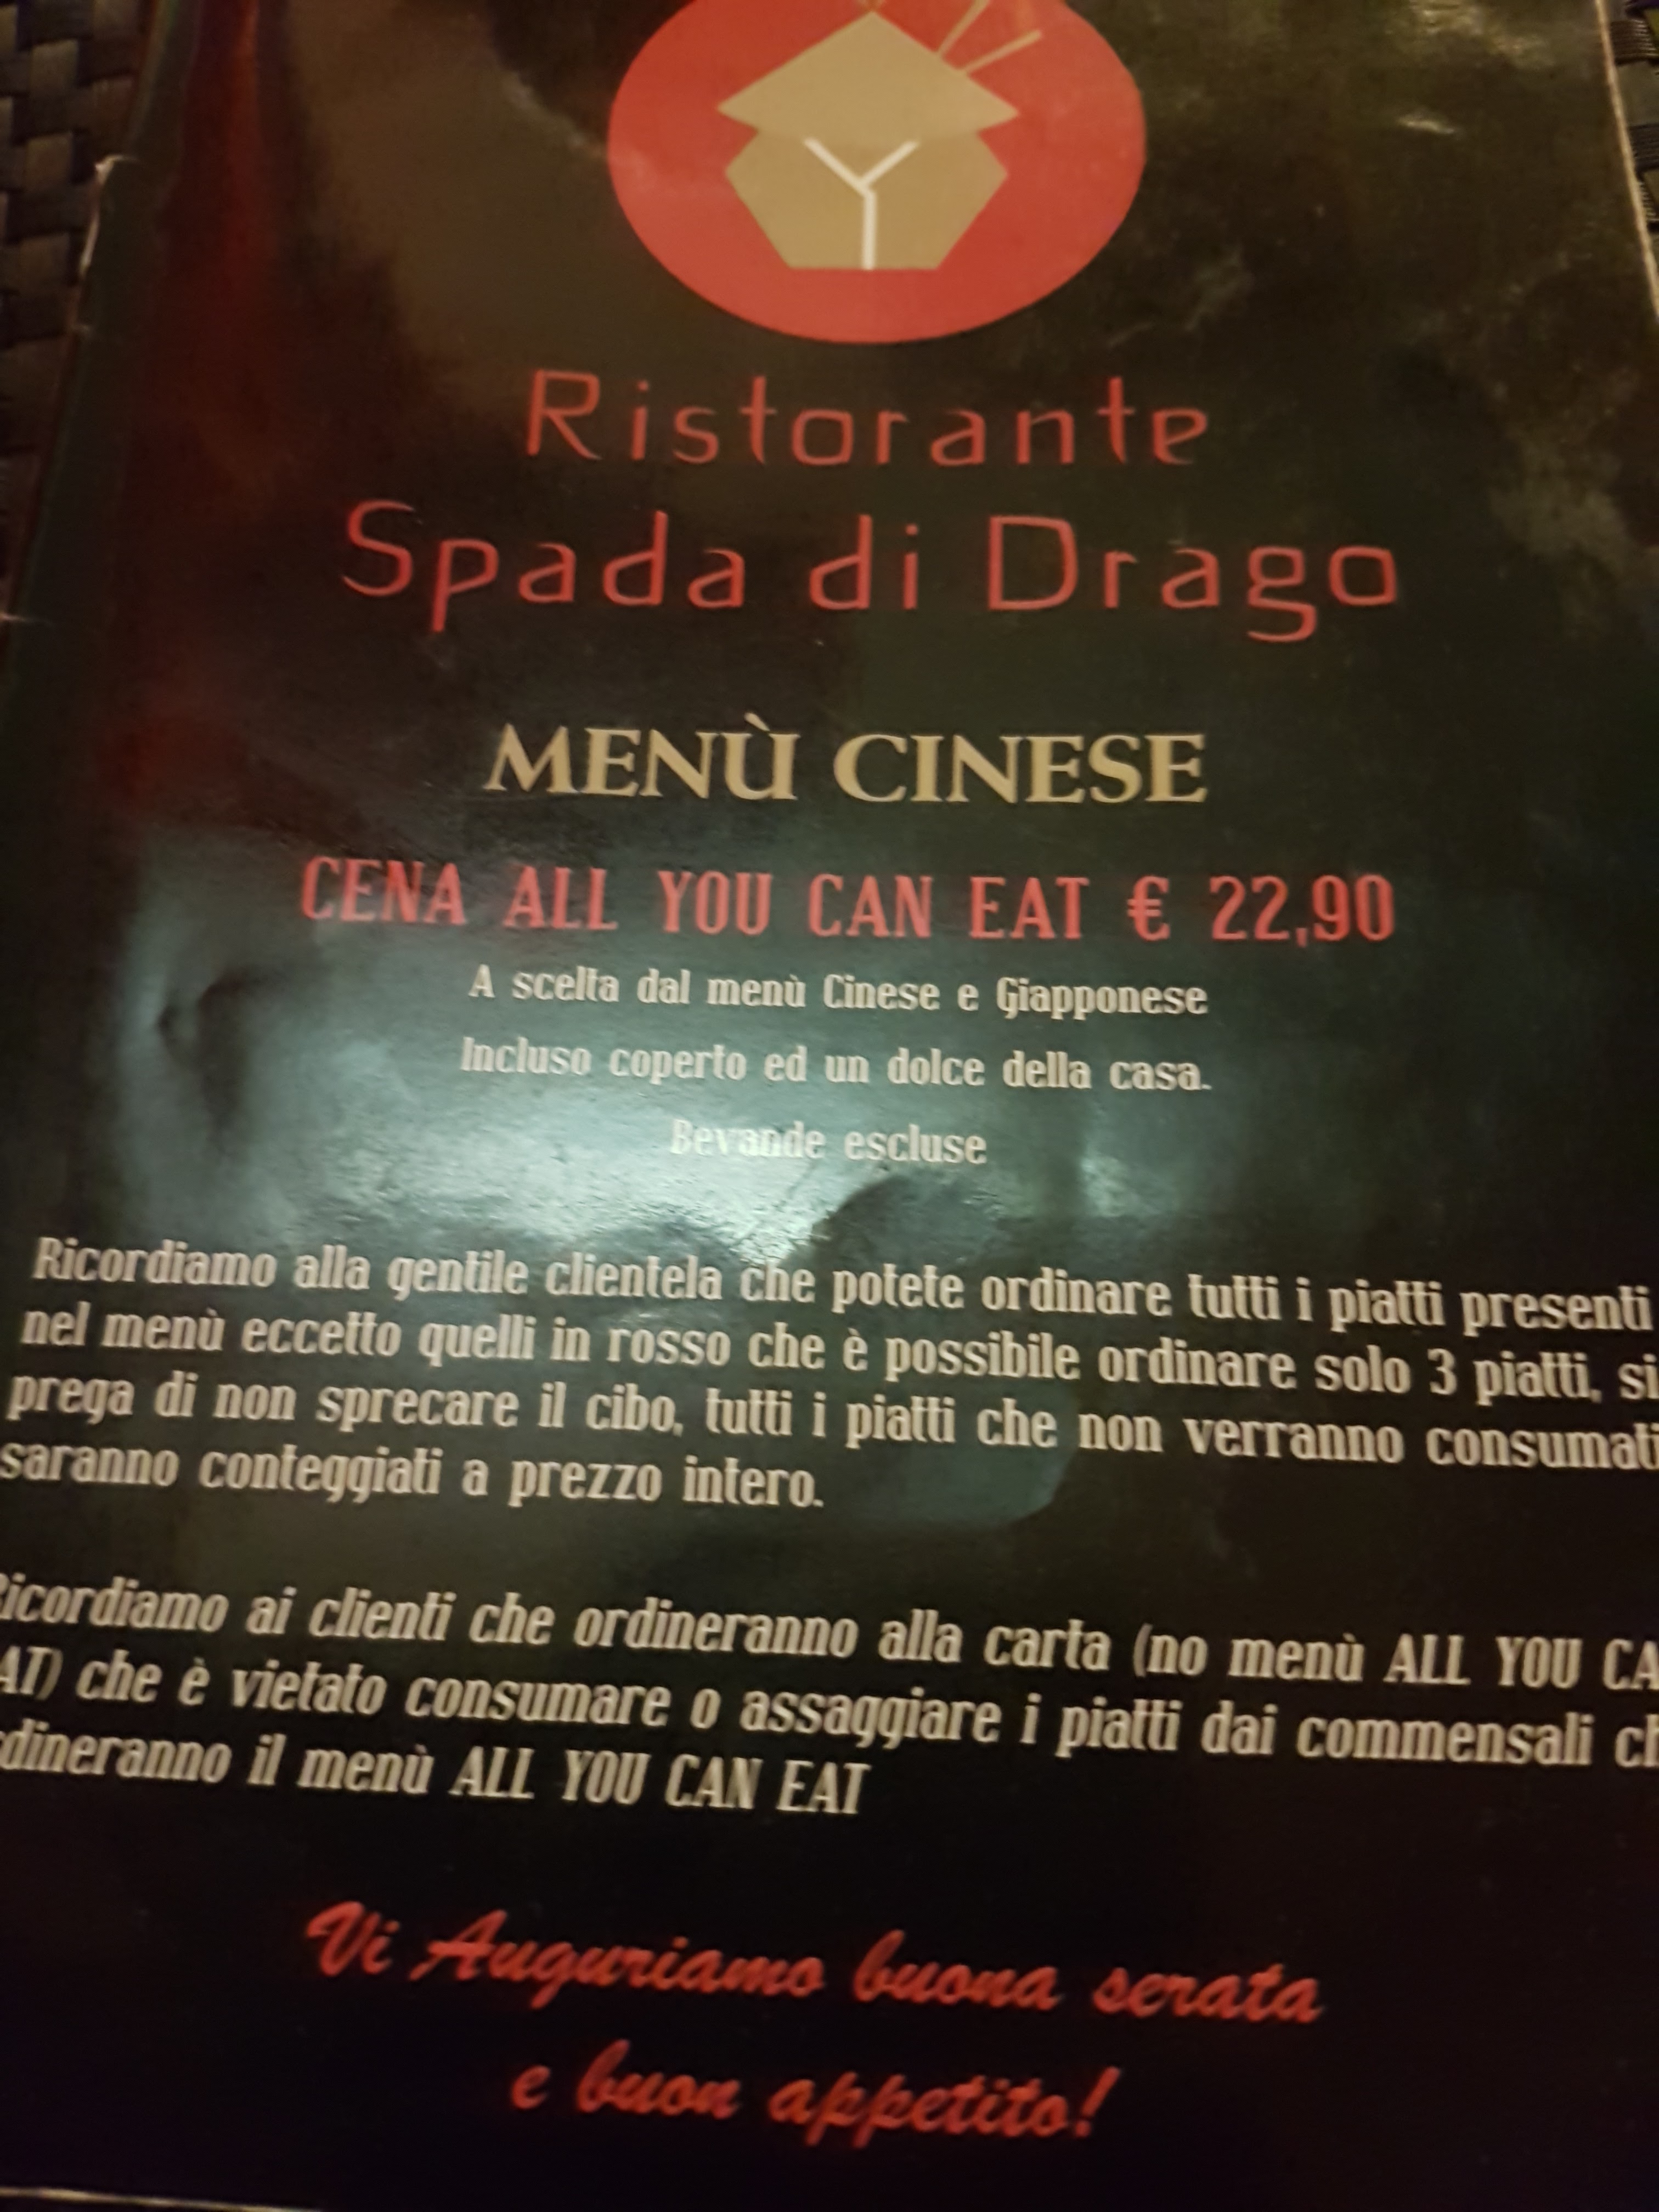 Ristorante
Spada di Drago
MENÙ CINESE
CENA ALL YOU CAN EAT € 22,90
A scelta dal menù Cinese e Giapponese
Incluso coperto ed un dolce della casa.
Bevande escluse
Ricordiamo alla gentile clientela che potete ordinare tutti i piatti presenti
nel menù eccetto quelli in rosso che è possibile ordinare solo 3 piatti, si
prega di non sprecare il cibo, tutti i piatti che non verranno consumati
saranno conteggiati a prezzo intero.
Ricordiamo ai clienti che ordineranno alla carta (no menù ALL YOU CA
AT) che è vietato consumare o assaggiare i piatti dai commensali ch
dineranno il menù ALL YOU CAN EAT
Vi Auguriamo buona serata
e buon appetito!